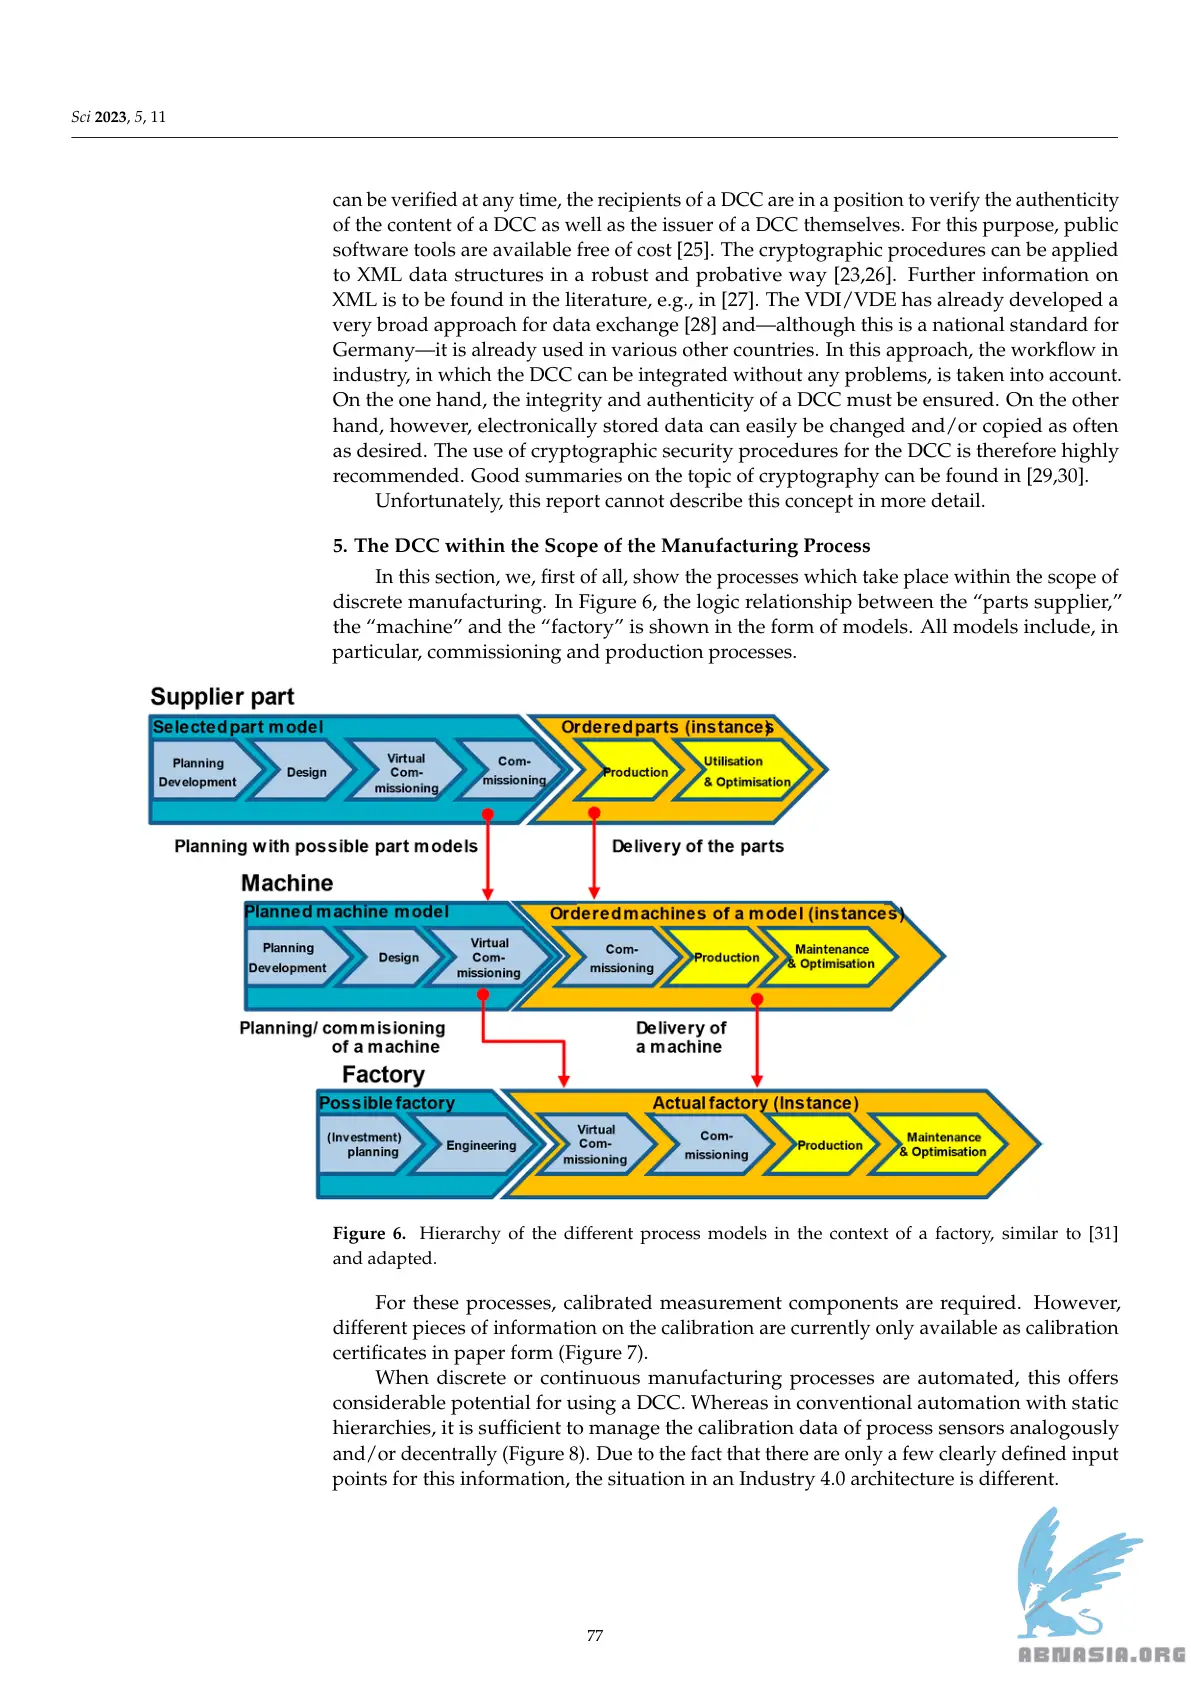 Sci 2023, 5, 11
can be verified at any time, the recipients of a DCC are in a position to verify the authenticity
of the content of a DCC as well as the issuer of a DCC themselves. For this purpose, public
software tools are available free of cost [25]. The cryptographic procedures can be applied
to XML data structures in a robust and probative way [23,26]. Further information on
XML is to be found in the literature, e.g., in [27]. The VDI/VDE has already developed a
very broad approach for data exchange [28] and—although this is a national standard for
Germany—it is already used in various other countries. In this approach, the workflow in
industry, in which the DCC can be integrated without any problems, is taken into account.
On the one hand, the integrity and authenticity of a DCC must be ensured. On the other
hand, however, electronically stored data can easily be changed and/or copied as often
as desired. The use of cryptographic security procedures for the DCC is therefore highly
recommended. Good summaries on the topic of cryptography can be found in [29,30].
Unfortunately, this report cannot describe this concept in more detail.
5. The DCC within the Scope of the Manufacturing Process
In this section, we, first of all, show the processes which take place within the scope of
discrete manufacturing. In Figure 6, the logic relationship between the “parts supplier,”
the “machine” and the “factory” is shown in the form of models. All models include, in
particular, commissioning and production processes.
Supplier part
Selected part model
Planning
Development
Design
Virtual
Com-
missioning
Com-
missioning
Ordered parts (instances)
Production
Utilisation
& Optimisation
Planning with possible part models
Delivery of the parts
Machine
Planned machine model
Planning
Development
Design
Virtual
Com-
missioning
Ordered machines of a model (instances)
Com-
missioning
Production
Maintenance
& Optimisation
Planning/ commisioning
of a machine
Delivery of
a machine
Factory
Possible factory
(Investment)
planning
Engineering
Actual factory (Instance)
Virtual
Com-
missioning
Com-
missioning
Production
Maintenance
& Optimisation
Figure 6. Hierarchy of the different process models in the context of a factory, similar to [31]
and adapted.
For these processes, calibrated measurement components are required. However,
different pieces of information on the calibration are currently only available as calibration
certificates in paper form (Figure 7).
When discrete or continuous manufacturing processes are automated, this offers
considerable potential for using a DCC. Whereas in conventional automation with static
hierarchies, it is sufficient to manage the calibration data of process sensors analogously
and/or decentrally (Figure 8). Due to the fact that there are only a few clearly defined input
points for this information, the situation in an Industry 4.0 architecture is different.
77
ABNASIA.ORG